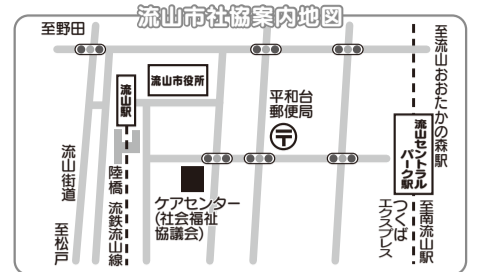 流山市社協案内地図
至野田
流山市役所
流山駅
平和台
郵便局
至流山おおたかの森駅
流山セントラル
パーク駅
流山街道
陸橋
流鉄流山線
ケアセンター
(社会福祉
協議会)
つくば
エクスプレス
至南流山駅
至松戸